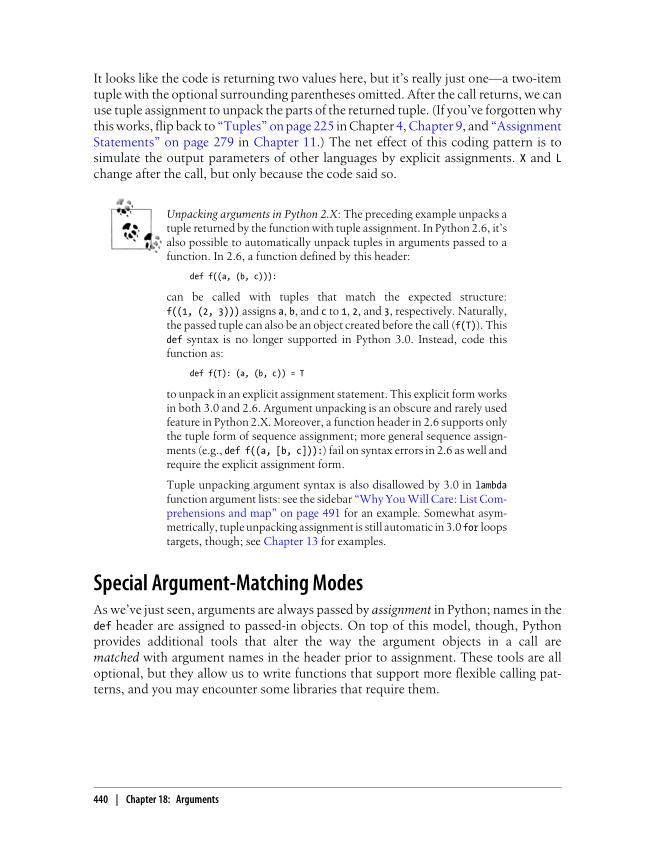 It looks like the code is returning two values here, but it's really just one—a two-item
tuple with the optional surrounding parentheses omitted. After the call returns, we can
use tuple assignment to unpack the parts of the returned tuple. (If you've forgotten why
this works, flip back to “Tuples” on page 225 in Chapter 4, Chapter 9, and “Assignment
Statements” on page 279 in Chapter 11.) The net effect of this coding pattern is to
simulate the output parameters of other languages by explicit assignments. X and L
change after the call, but only because the code said so.
Unpacking arguments in Python 2.X: The preceding example unpacks a
tuple returned by the function with tuple assignment. In Python 2.6, it's
also possible to automatically unpack tuples in arguments passed to a
function. In 2.6, a function defined by this header:
def f((a, (b, c))):
can be called with tuples that match the expected structure:
f((1, (2, 3))) assigns a, b, and c to 1, 2, and 3, respectively. Naturally,
the passed tuple can also be an object created before the call (f(T)). This
def syntax is no longer supported in Python 3.0. Instead, code this
function as:
def f(T): (a, (b, c)) = T
to unpack in an explicit assignment statement. This explicit form works
in both 3.0 and 2.6. Argument unpacking is an obscure and rarely used
feature in Python 2.X. Moreover, a function header in 2.6 supports only
the tuple form of sequence assignment; more general sequence assign-
ments (e.g., def f((a, [b, c])):) fail on syntax errors in 2.6 as well and
require the explicit assignment form.
Tuple unpacking argument syntax is also disallowed by 3.0 in lambda
function argument lists: see the sidebar “Why You Will Care: List Com-
prehensions and map” on page 491 for an example. Somewhat asym-
metrically, tuple unpacking assignment is still automatic in 3.0 for loops
targets, though; see Chapter 13 for examples.
Special Argument-Matching Modes
As we've just seen, arguments are always passed by assignment in Python; names in the
def header are assigned to passed-in objects. On top of this model, though, Python
provides additional tools that alter the way the argument objects in a call are
matched with argument names in the header prior to assignment. These tools are all
optional, but they allow us to write functions that support more flexible calling pat-
terns, and you may encounter some libraries that require them.
440 | Chapter 18: Arguments